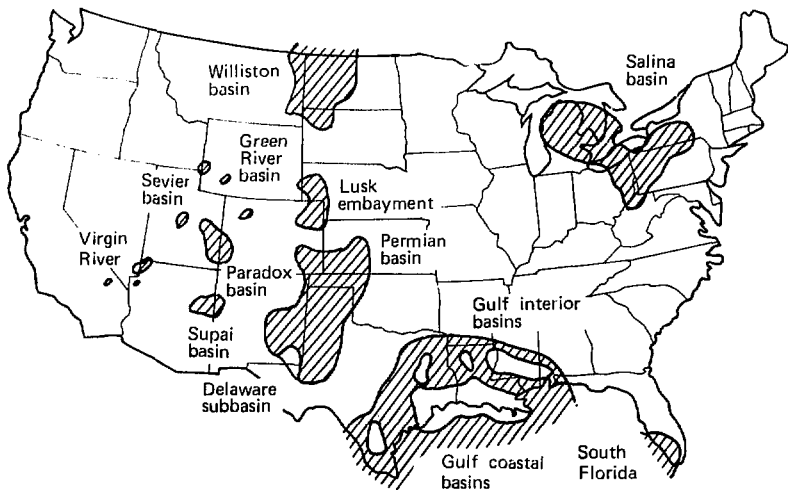 Salina
basin
Williston
basin
Green
River
basin
Sevier
basin
Lusk
embayment
Virgin
River
Permian
basin
Paradox
basin
Gulf interior
basins
Supai
basin
Delaware
subbasin
South
Florida
Gulf coastal
basins